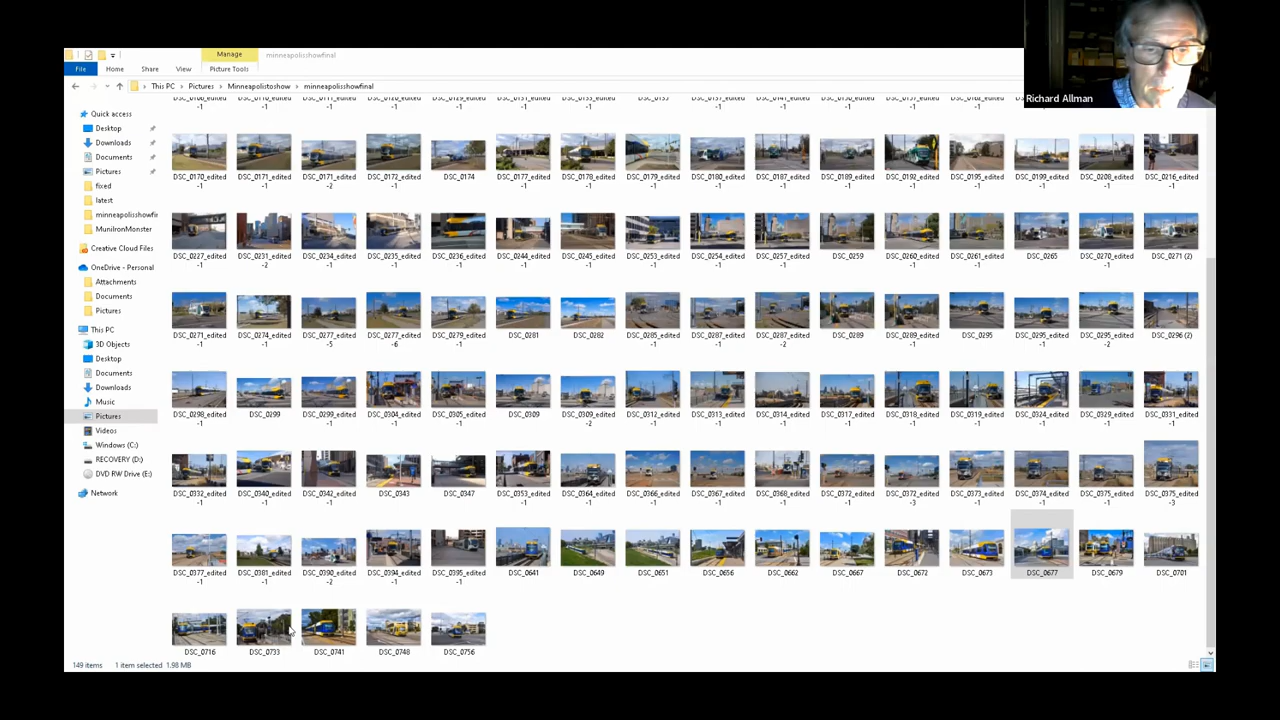 Manage
minneapolisshowfinal
File Home Share View Picture Tools
This PC Pictures Minneapolistoshow minneapolisshowfinal
Richard Allman
Quick access
Desktop
Downloads
Documents
Pictures
fixed
latest
minneapolisshowfir
MuniIronMonster
Creative Cloud Files
OneDrive - Personal
Attachments
Documents
Pictures
This PC
3D Objects
Desktop
Documents
Downloads
Music
Pictures
Videos
Windows (C:)
RECOVERY (D:)
DVD RW Drive (E:)
Network
DSC_0170_edited DSC_0171_edited DSC_0171_edited DSC_0172_edited DSC_0174 DSC_0177_edited DSC_0178_edited DSC_0179_edited DSC_0180_edited DSC_0187_edited DSC_0189_edited DSC_0192_edited DSC_0195_edited DSC_0199_edited DSC_0208_edited DSC_0216_edited
-1 -1 -2 -1 -1 -1 -1 -1 -1 -1 -1 -1 -1 -1 -1
DSC_0227_edited DSC_0231_edited DSC_0234_edited DSC_0235_edited DSC_0236_edited DSC_0244_edited DSC_0245_edited DSC_0253_edited DSC_0254_edited DSC_0257_edited DSC_0259 DSC_0260_edited DSC_0261_edited DSC_0265 DSC_0270_edited DSC_0271 (2)
-1 -2 -1 -1 -1 -1 -1 -1 -1 -1 -1 -1 -1
DSC_0271_edited DSC_0274_edited DSC_0277_edited DSC_0277_edited DSC_0279_edited DSC_0281 DSC_0282 DSC_0285_edited DSC_0287_edited DSC_0287_edited DSC_0289 DSC_0289_edited DSC_0295 DSC_0295_edited DSC_0295_edited DSC_0296 (2)
-1 -1 -5 -6 -1 -1 -1 -2 -1 -1 -2
DSC_0298_edited DSC_0299 DSC_0299_edited DSC_0304_edited DSC_0305_edited DSC_0309 DSC_0309_edited DSC_0312_edited DSC_0313_edited DSC_0314_edited DSC_0317_edited DSC_0318_edited DSC_0319_edited DSC_0324_edited DSC_0329_edited DSC_0331_edited
-1 -1 -1 -1 -2 -1 -1 -1 -1 -1 -1 -1 -1 -1
DSC_0332_edited DSC_0340_edited DSC_0342_edited DSC_0343 DSC_0347 DSC_0353_edited DSC_0364_edited DSC_0366_edited DSC_0367_edited DSC_0368_edited DSC_0372_edited DSC_0372_edited DSC_0373_edited DSC_0374_edited DSC_0375_edited DSC_0375_edited
-1 -1 -1 -1 -1 -1 -1 -1 -1 -3 -1 -1 -1 -3
DSC_0377_edited DSC_0381_edited DSC_0390_edited DSC_0394_edited DSC_0395_edited DSC_0641 DSC_0649 DSC_0651 DSC_0656 DSC_0662 DSC_0667 DSC_0672 DSC_0673 DSC_0677 DSC_0679 DSC_0701
-1 -1 -2 -1 -1
DSC_0716 DSC_0733 DSC_0741 DSC_0748 DSC_0756
149 items 1 item selected 1.98 MB